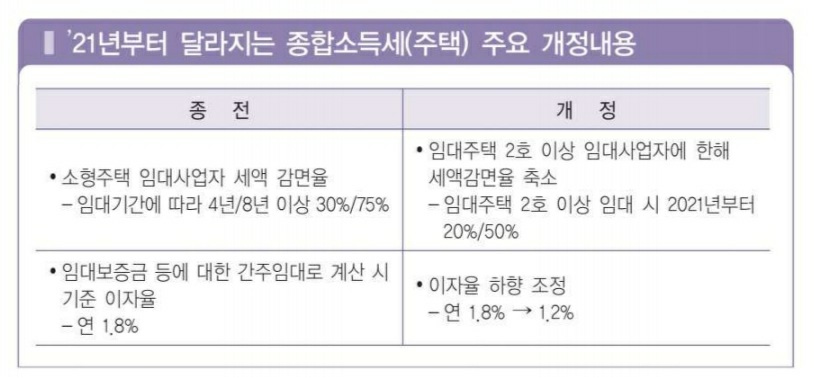 '21년부터 달라지는 종합소득세(주택) 주요 개정내용
종 전
개 정
• 소형주택 임대사업자 세액 감면율
– 임대기간에 따라 4년/8년 이상 30%/75%
• 임대주택 2호 이상 임대사업자에 한해
세액감면율 축소
– 임대주택 2호 이상 임대 시 2021년부터
20%/50%
• 임대보증금 등에 대한 간주임대로 계산 시
기준 이자율
– 연 1.8%
• 이자율 하향 조정
– 연 1.8% → 1.2%